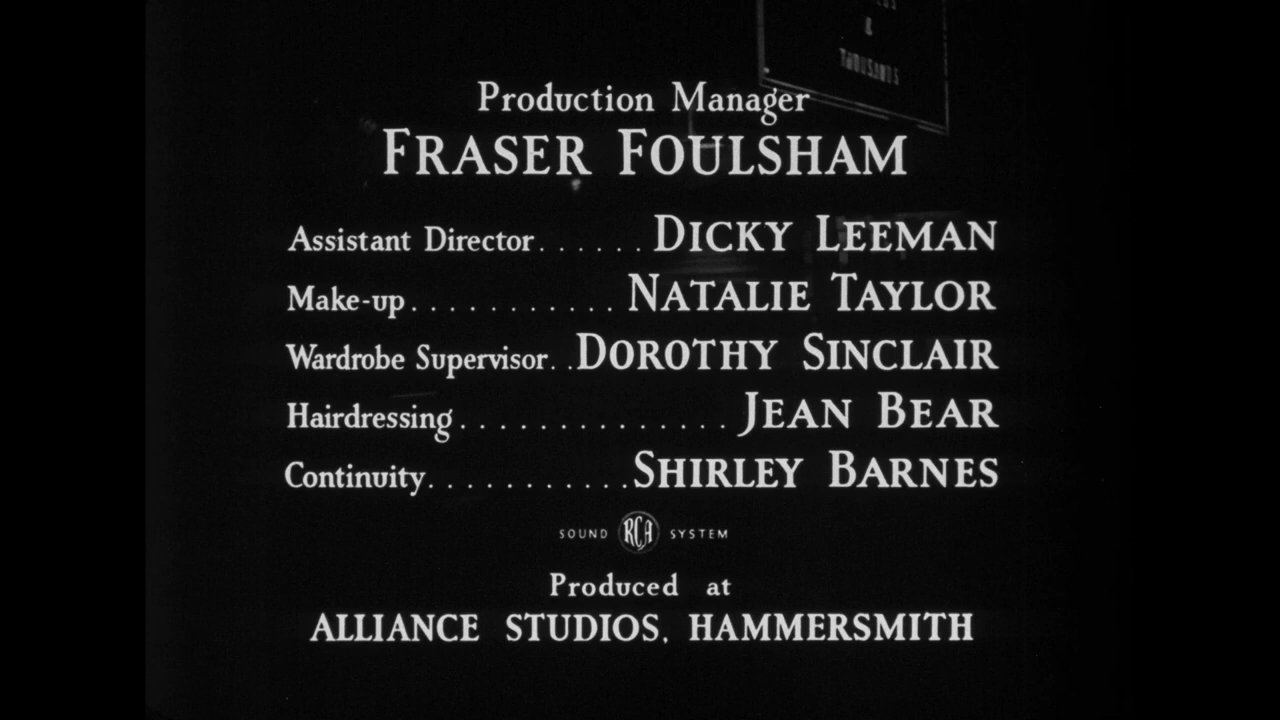 &
THOUSANDS
Production Manager
FRASER FOULSHAM
Assistant Director. . . . . . DICKY LEEMAN
Make-up. . . . . . . . . . . . NATALIE TAYLOR
Wardrobe Supervisor. . DOROTHY SINCLAIR
Hairdressing. . . . . . . . . . . . . . JEAN BEAR
Continuity. . . . . . . . . . . . SHIRLEY BARNES
SOUND RCA SYSTEM
Produced at
ALLIANCE STUDIOS, HAMMERSMITH